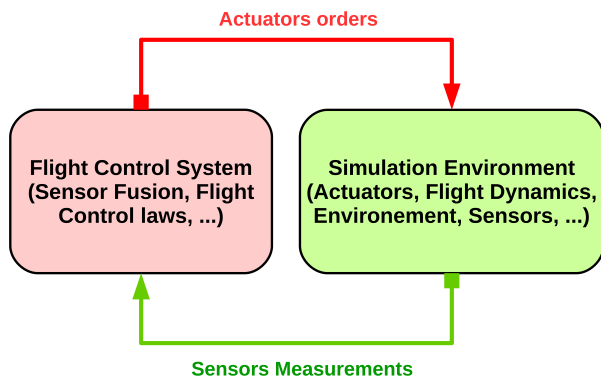 Actuators orders
Flight Control System
(Sensor Fusion, Flight
Control laws, ...)
Simulation Environment
(Actuators, Flight Dynamics,
Environement, Sensors, ...)
Sensors Measurements